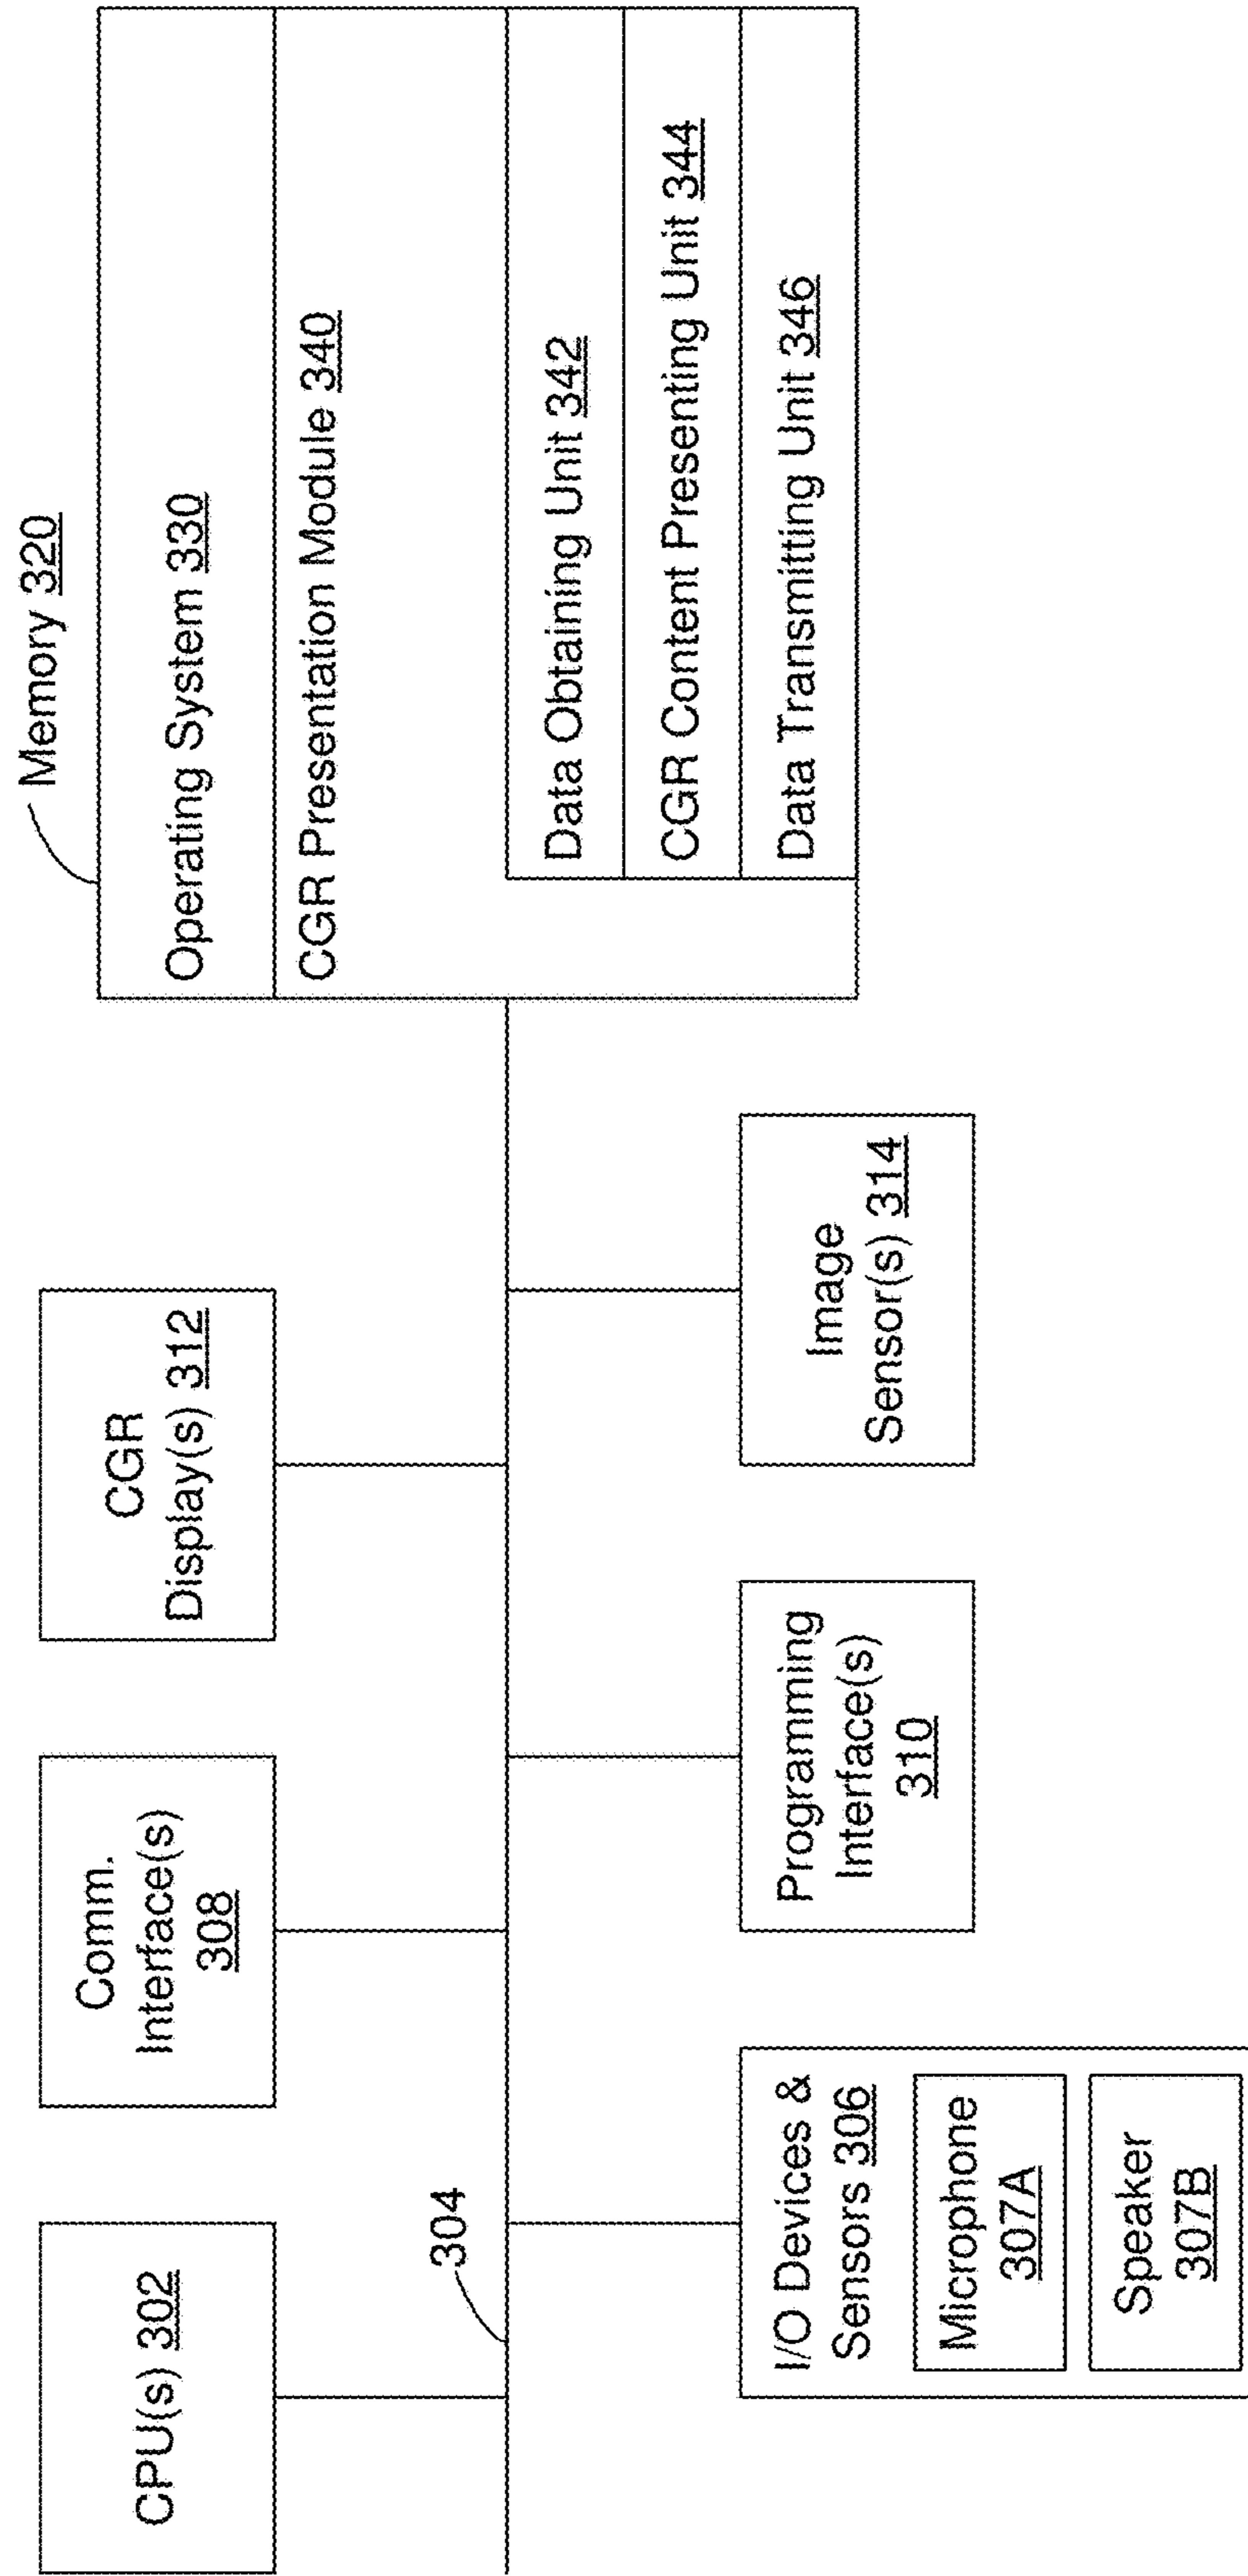 CPU(s) 302
Comm.
Interface(s)
308
CGR
Display(s) 312
304
I/O Devices &
Sensors 306
Microphone
307A
Speaker
307B
Programming
Interface(s)
310
Image
Sensor(s) 314
Memory 320
Operating System 330
CGR Presentation Module 340
Data Obtaining Unit 342
CGR Content Presenting Unit 344
Data Transmitting Unit 346